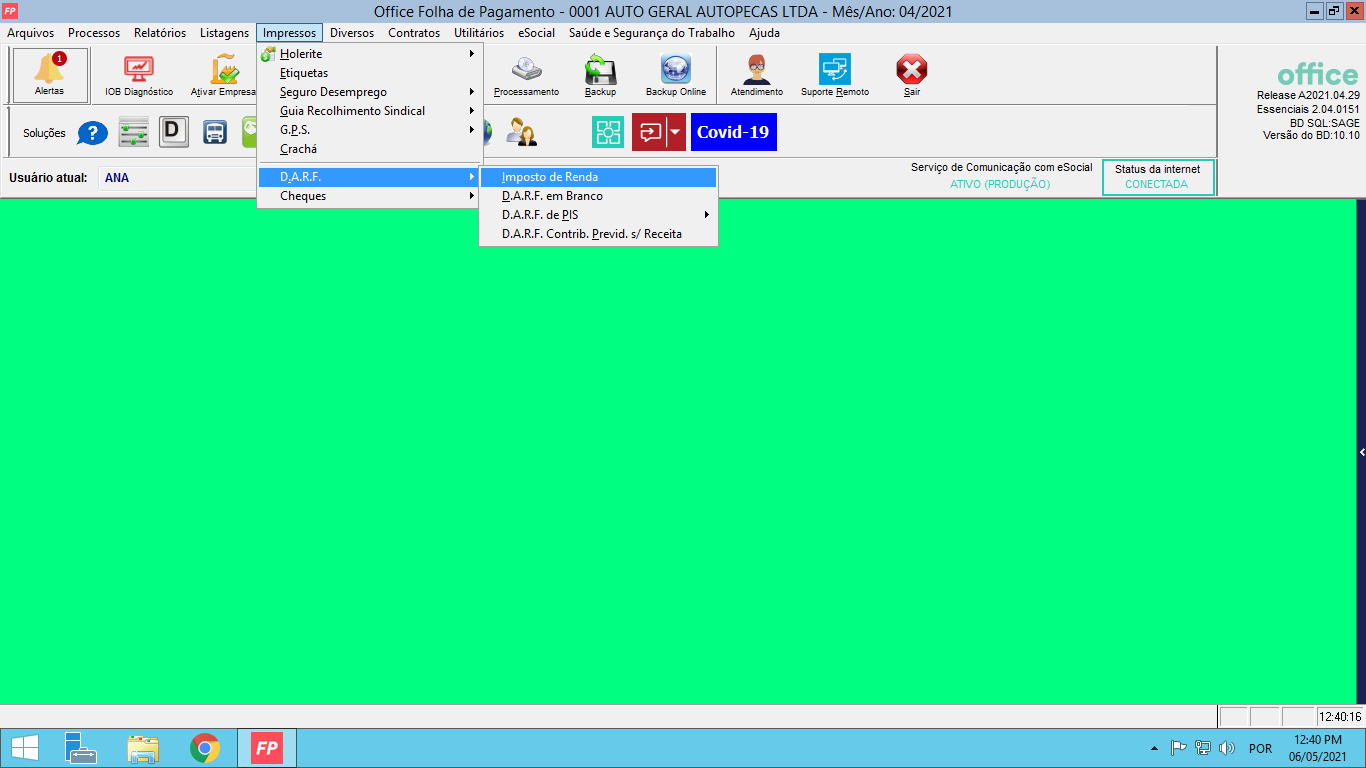 FP
Office Folha de Pagamento - 0001 AUTO GERAL AUTOPECAS LTDA - Mês/Ano: 04/2021
Arquivos Processos Relatórios Listagens Impressos Diversos Contratos Utilitários eSocial Saúde e Segurança do Trabalho Ajuda
1
Alertas
IOB Diagnóstico
Ativar Empresa
Processamento
Backup
Backup Online
Atendimento
Suporte Remoto
Sair
office
Release A2021.04.29
Essenciais 2.04.0151
BD SQL:SAGE
Versão do BD:10.10
Holerite
Etiquetas
Seguro Desemprego
Guia Recolhimento Sindical
G.P.S.
Crachá
D.A.R.F.
Cheques
Imposto de Renda
D.A.R.F. em Branco
D.A.R.F. de PIS
D.A.R.F. Contrib. Previd. s/ Receita
Soluções
?
D
Covid-19
Usuário atual: ANA
Serviço de Comunicação com eSocial
ATIVO (PRODUÇÃO)
Status da internet
CONECTADA
12:40:16
FP
POR
12:40 PM
06/05/2021